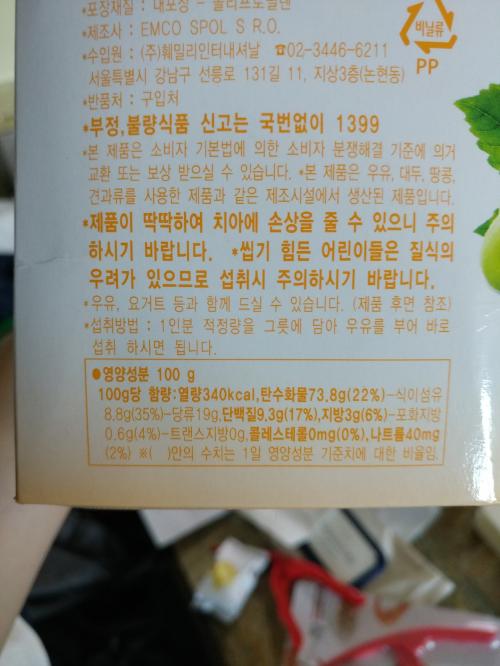 *포장재질 : 내포장 - 폴리프로필렌
*제조사 : EMCO SPOL S R.O.
*수입원 : (주)훼밀리인터내셔날 ☎02-3446-6211
서울특별시 강남구 선릉로 131길 11, 지상3층(논현동)
비닐류
PP
*반품처 : 구입처
*부정,불량식품 신고는 국번없이 1399
*본 제품은 소비자 기본법에 의한 소비자 분쟁해결 기준에 의거
교환 또는 보상 받으실 수 있습니다. *본 제품은 우유, 대두, 땅콩,
견과류를 사용한 제품과 같은 제조시설에서 생산된 제품입니다.
*제품이 딱딱하여 치아에 손상을 줄 수 있으니 주의
하시기 바랍니다. *씹기 힘든 어린이들은 질식의
우려가 있으므로 섭취시 주의하시기 바랍니다.
*우유, 요거트 등과 함께 드실 수 있습니다. (제품 후면 참조)
*섭취방법 : 1인분 적정량을 그릇에 담아 우유를 부어 바로
섭취 하시면 됩니다.
●영양성분 100 g
100g당 함량:열량340kcal,탄수화물73.8g(22%)-식이섬유
8.8g(35%)-당류19g,단백질9.3g(17%),지방3g(6%)-포화지방
0.6g(4%)-트랜스지방0g,콜레스테롤0mg(0%),나트륨40mg
(2%) ※( )안의 수치는 1일 영양성분 기준치에 대한 비율임.